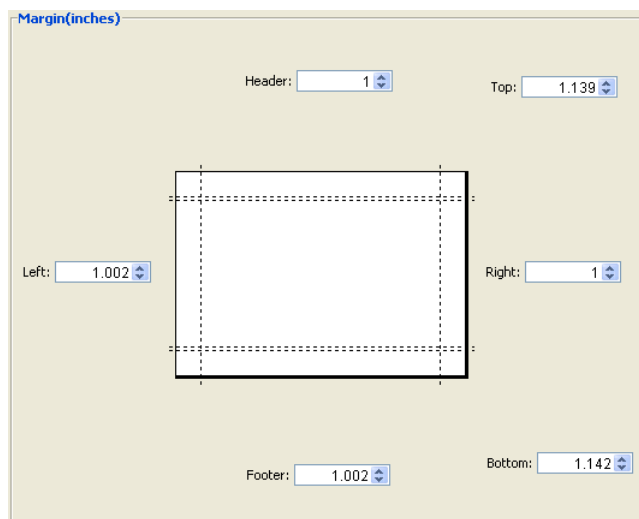 Margin(inches)
Header: 1
Top: 1.139
Left: 1.002
Right: 1
Footer: 1.002
Bottom: 1.142